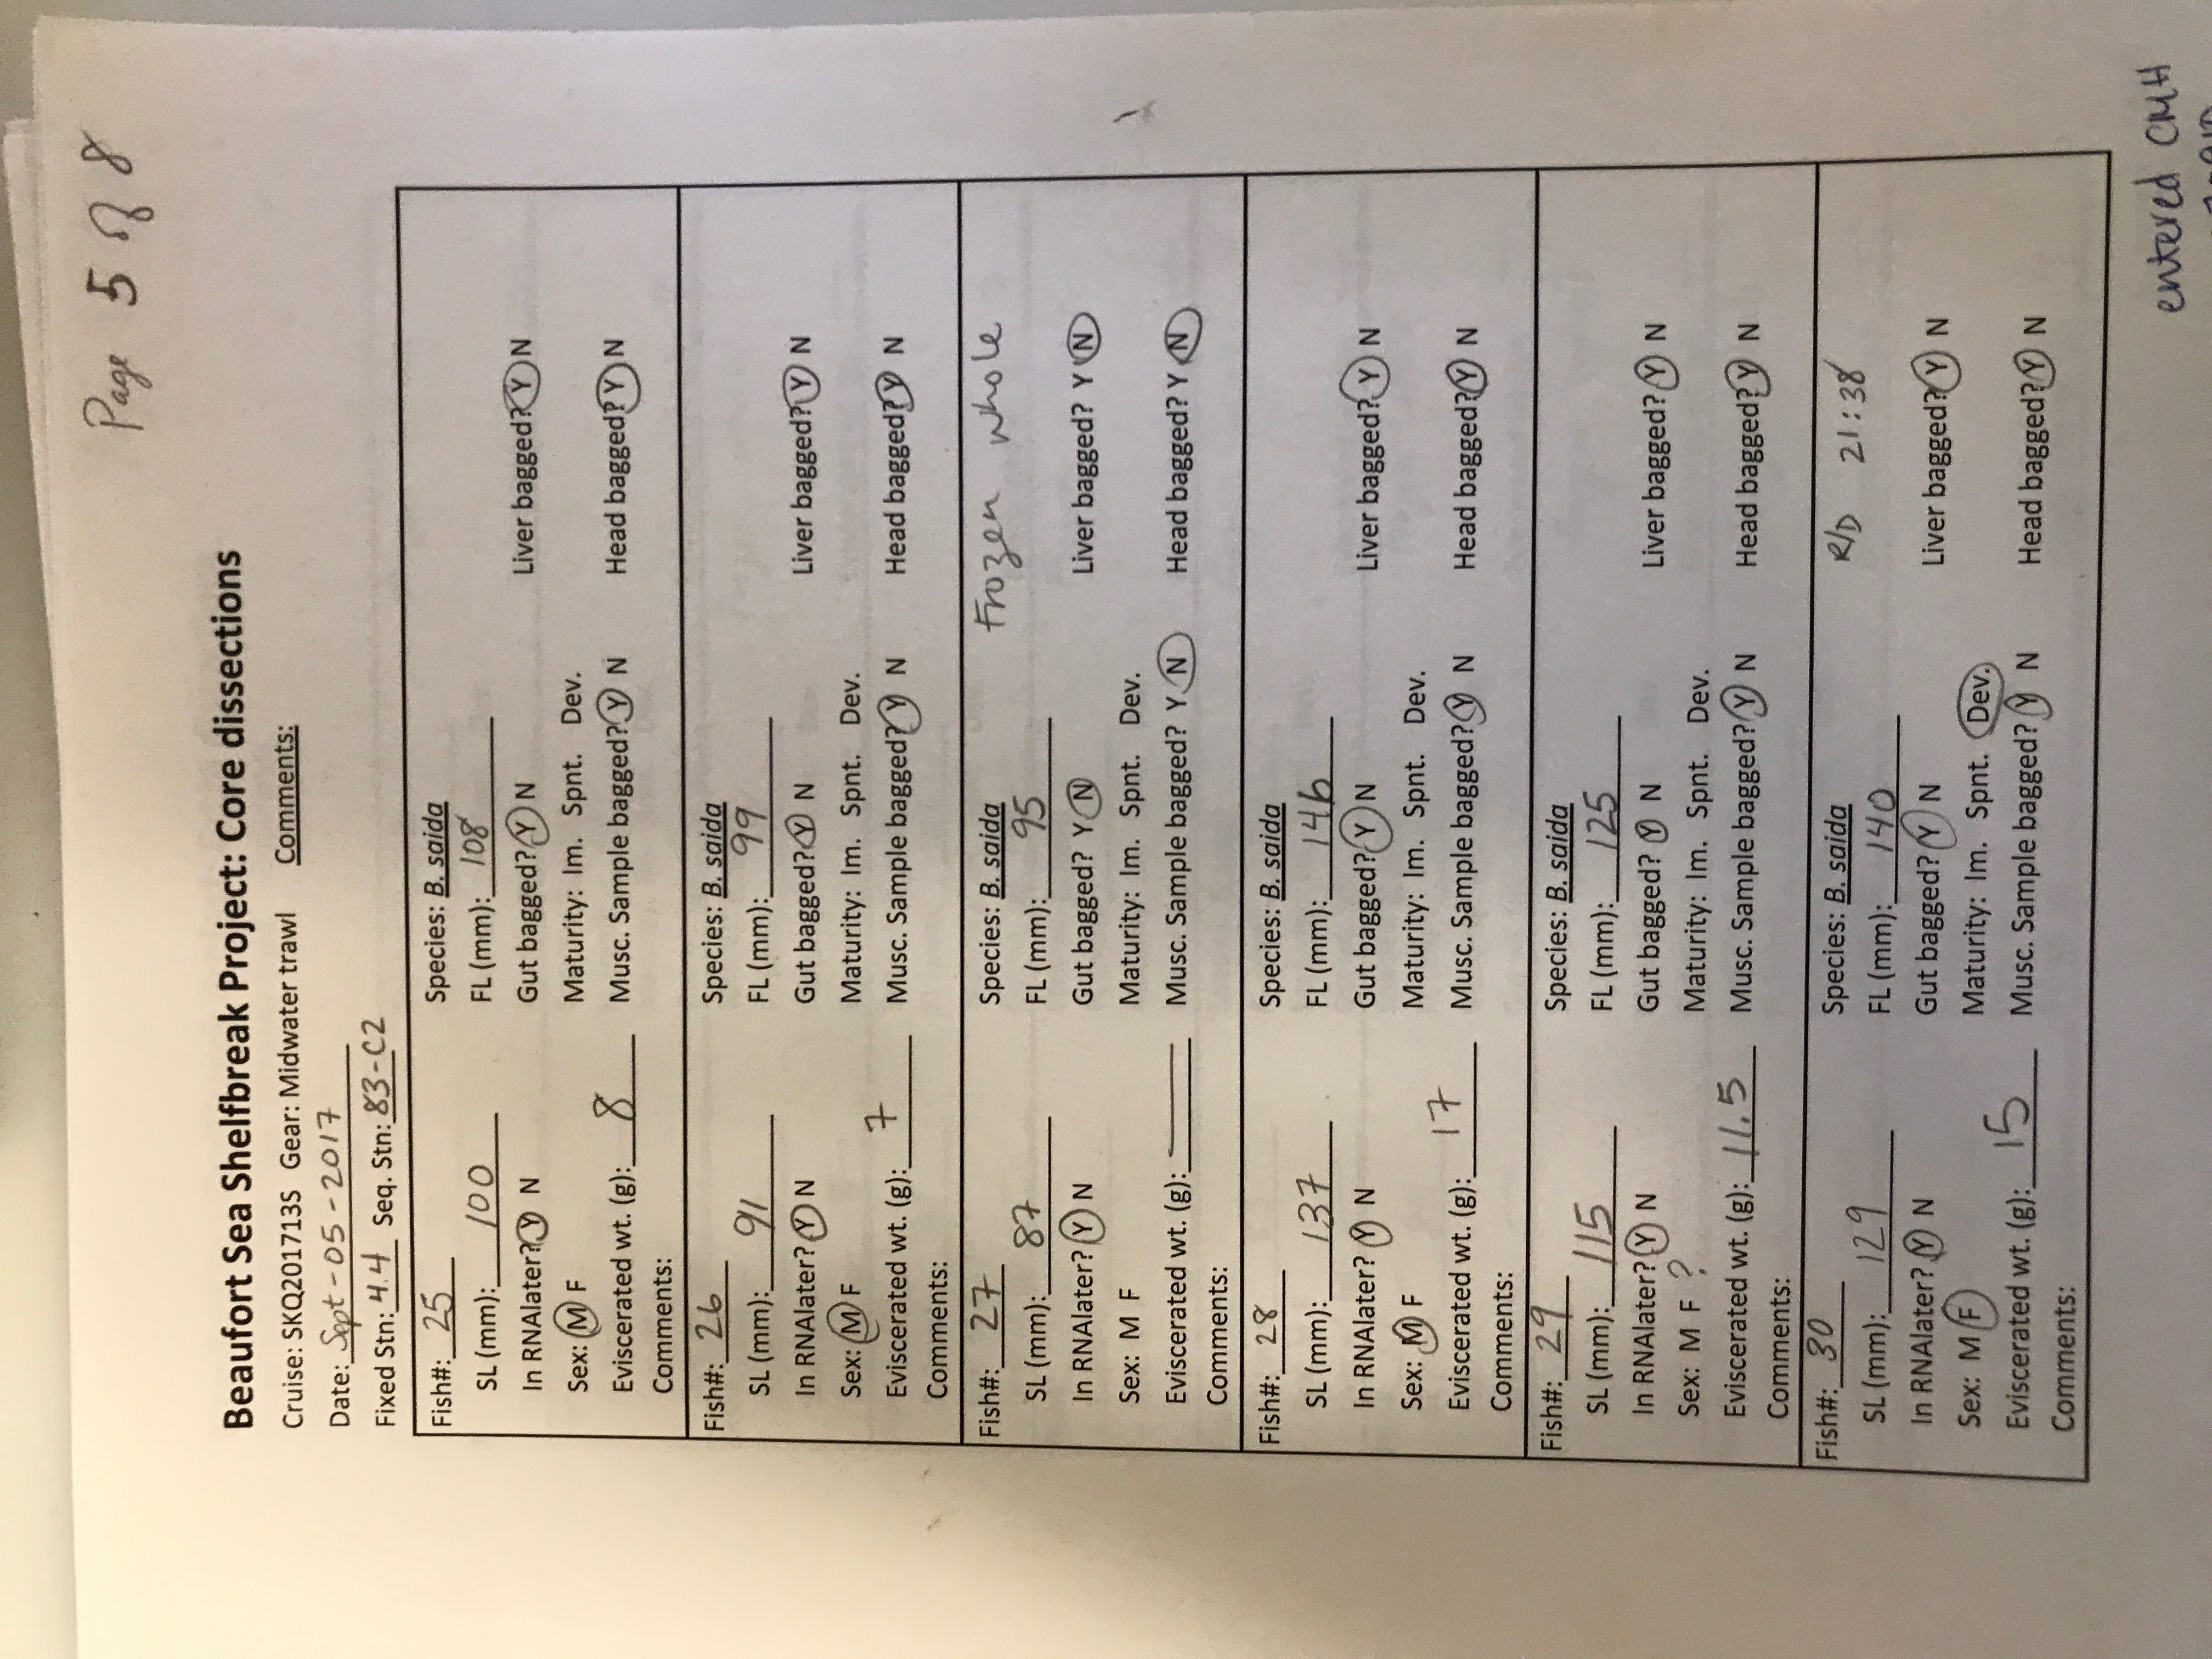 Page 5 of 8
Beaufort Sea Shelfbreak Project: Core dissections
Cruise: SKQ201713S Gear: Midwater trawl Comments:
Date: Sept-05-2017
Fixed Stn: 4.4 Seq. Stn: 83-C2
Fish#: 25 Species: B. saida
SL (mm): 100 FL (mm): 108
In RNAlater? Y N Gut bagged? Y N Liver bagged? Y N
Sex: M F Maturity: Im. Spnt. Dev.
Eviscerated wt. (g): 8 Musc. Sample bagged? Y N Head bagged? Y N
Comments:
Fish#: 26 Species: B. saida
SL (mm): 91 FL (mm): 99
In RNAlater? Y N Gut bagged? Y N Liver bagged? Y N
Sex: M F Maturity: Im. Spnt. Dev.
Eviscerated wt. (g): 7 Musc. Sample bagged? Y N Head bagged? Y N
Comments:
Fish#: 27 Species: B. saida Frozen whole
SL (mm): 87 FL (mm): 95
In RNAlater? Y N Gut bagged? Y N Liver bagged? Y N
Sex: M F Maturity: Im. Spnt. Dev.
Eviscerated wt. (g): — Musc. Sample bagged? Y N Head bagged? Y N
Comments:
Fish#: 28 Species: B. saida
SL (mm): 137 FL (mm): 146
In RNAlater? Y N Gut bagged? Y N Liver bagged? Y N
Sex: M F Maturity: Im. Spnt. Dev.
Eviscerated wt. (g): 17 Musc. Sample bagged? Y N Head bagged? Y N
Comments:
Fish#: 29 Species: B. saida
SL (mm): 115 FL (mm): 125
In RNAlater? Y N Gut bagged? Y N Liver bagged? Y N
Sex: M F ? Maturity: Im. Spnt. Dev.
Eviscerated wt. (g): 11.5 Musc. Sample bagged? Y N Head bagged? Y N
Comments:
Fish#: 30 Species: B. saida R/D 21:38
SL (mm): 129 FL (mm): 140
In RNAlater? Y N Gut bagged? Y N Liver bagged? Y N
Sex: M F Maturity: Im. Spnt. Dev.
Eviscerated wt. (g): 15 Musc. Sample bagged? Y N Head bagged? Y N
Comments:
entered CMH